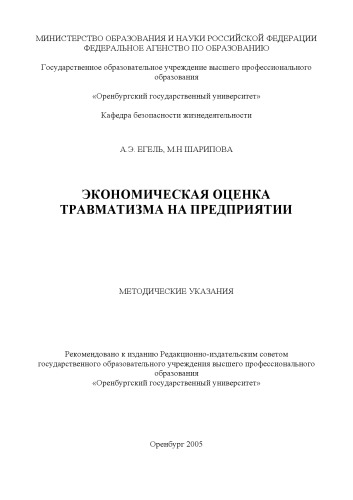 МИНИСТЕРСТВО ОБРАЗОВАНИЯ И НАУКИ РОССИЙСКОЙ ФЕДЕРАЦИИ
ФЕДЕРАЛЬНОЕ АГЕНСТВО ПО ОБРАЗОВАНИЮ
Государственное образовательное учреждение высшего профессионального
образования
«Оренбургский государственный университет»
Кафедра безопасности жизнедеятельности
А.Э. ЕГЕЛЬ, М.Н ШАРИПОВА
ЭКОНОМИЧЕСКАЯ ОЦЕНКА
ТРАВМАТИЗМА НА ПРЕДПРИЯТИИ
МЕТОДИЧЕСКИЕ УКАЗАНИЯ
Рекомендовано к изданию Редакционно-издательским советом
государственного образовательного учреждения высшего профессионального
образования
«Оренбургский государственный университет»
Оренбург 2005